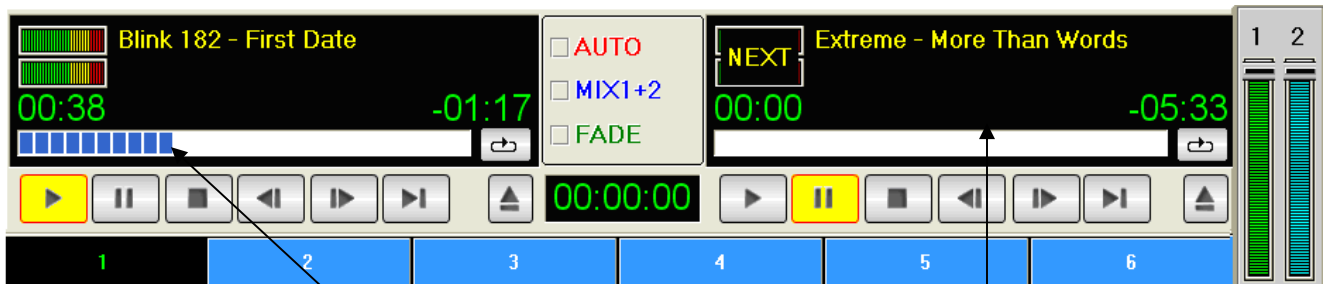 Blink 182 - First Date
00:38
-01:17
AUTO
MIX1+2
FADE
NEXT
Extreme - More Than Words
00:00
-05:33
1 2
00:00:00
1 2 3 4 5 6